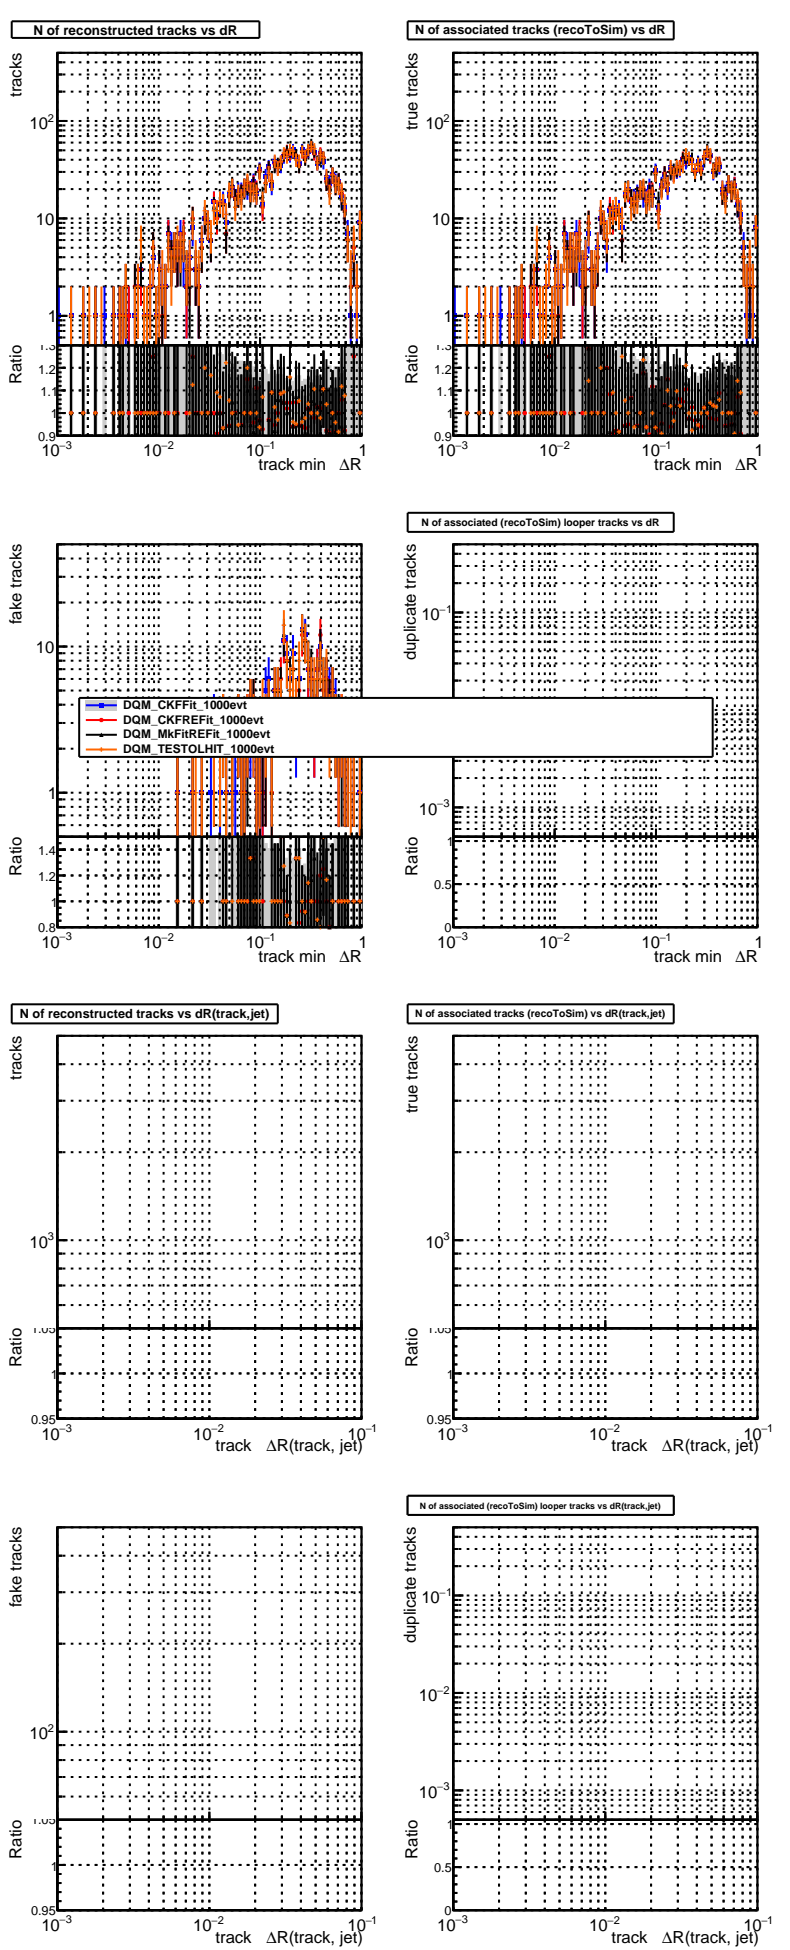 N of reconstructed tracks vs dR
tracks
10²
10
1
Ratio
1.3
1.2
1.1
1
0.9
10⁻³ 10⁻² 10⁻¹ 1
track min ΔR
N of associated tracks (recoToSim) vs dR
true tracks
10²
10
1
Ratio
1.3
1.2
1.1
1
0.9
10⁻³ 10⁻² 10⁻¹ 1
track min ΔR
fake tracks
10
1
Ratio
1.4
1.2
1
0.8
10⁻³ 10⁻² 10⁻¹ 1
track min ΔR
N of associated (recoToSim) looper tracks vs dR
duplicate tracks
10⁻¹
10⁻³
Ratio
1
0.5
0
10⁻³ 10⁻² 10⁻¹ 1
track min ΔR
DQM_CKFFit_1000evt
DQM_CKFREFit_1000evt
DQM_MkFitREFit_1000evt
DQM_TESTOLHIT_1000evt
N of reconstructed tracks vs dR(track,jet)
tracks
10³
Ratio
1.05
1
0.95
10⁻³ 10⁻² 10⁻¹
track ΔR(track, jet)
N of associated tracks (recoToSim) vs dR(track,jet)
true tracks
10³
Ratio
1.05
1
0.95
10⁻³ 10⁻² 10⁻¹
track ΔR(track, jet)
fake tracks
10²
Ratio
1.05
1
0.95
10⁻³ 10⁻² 10⁻¹
track ΔR(track, jet)
N of associated (recoToSim) looper tracks vs dR(track,jet)
duplicate tracks
10⁻¹
10⁻²
10⁻³
Ratio
1
0.5
0
10⁻³ 10⁻² 10⁻¹
track ΔR(track, jet)